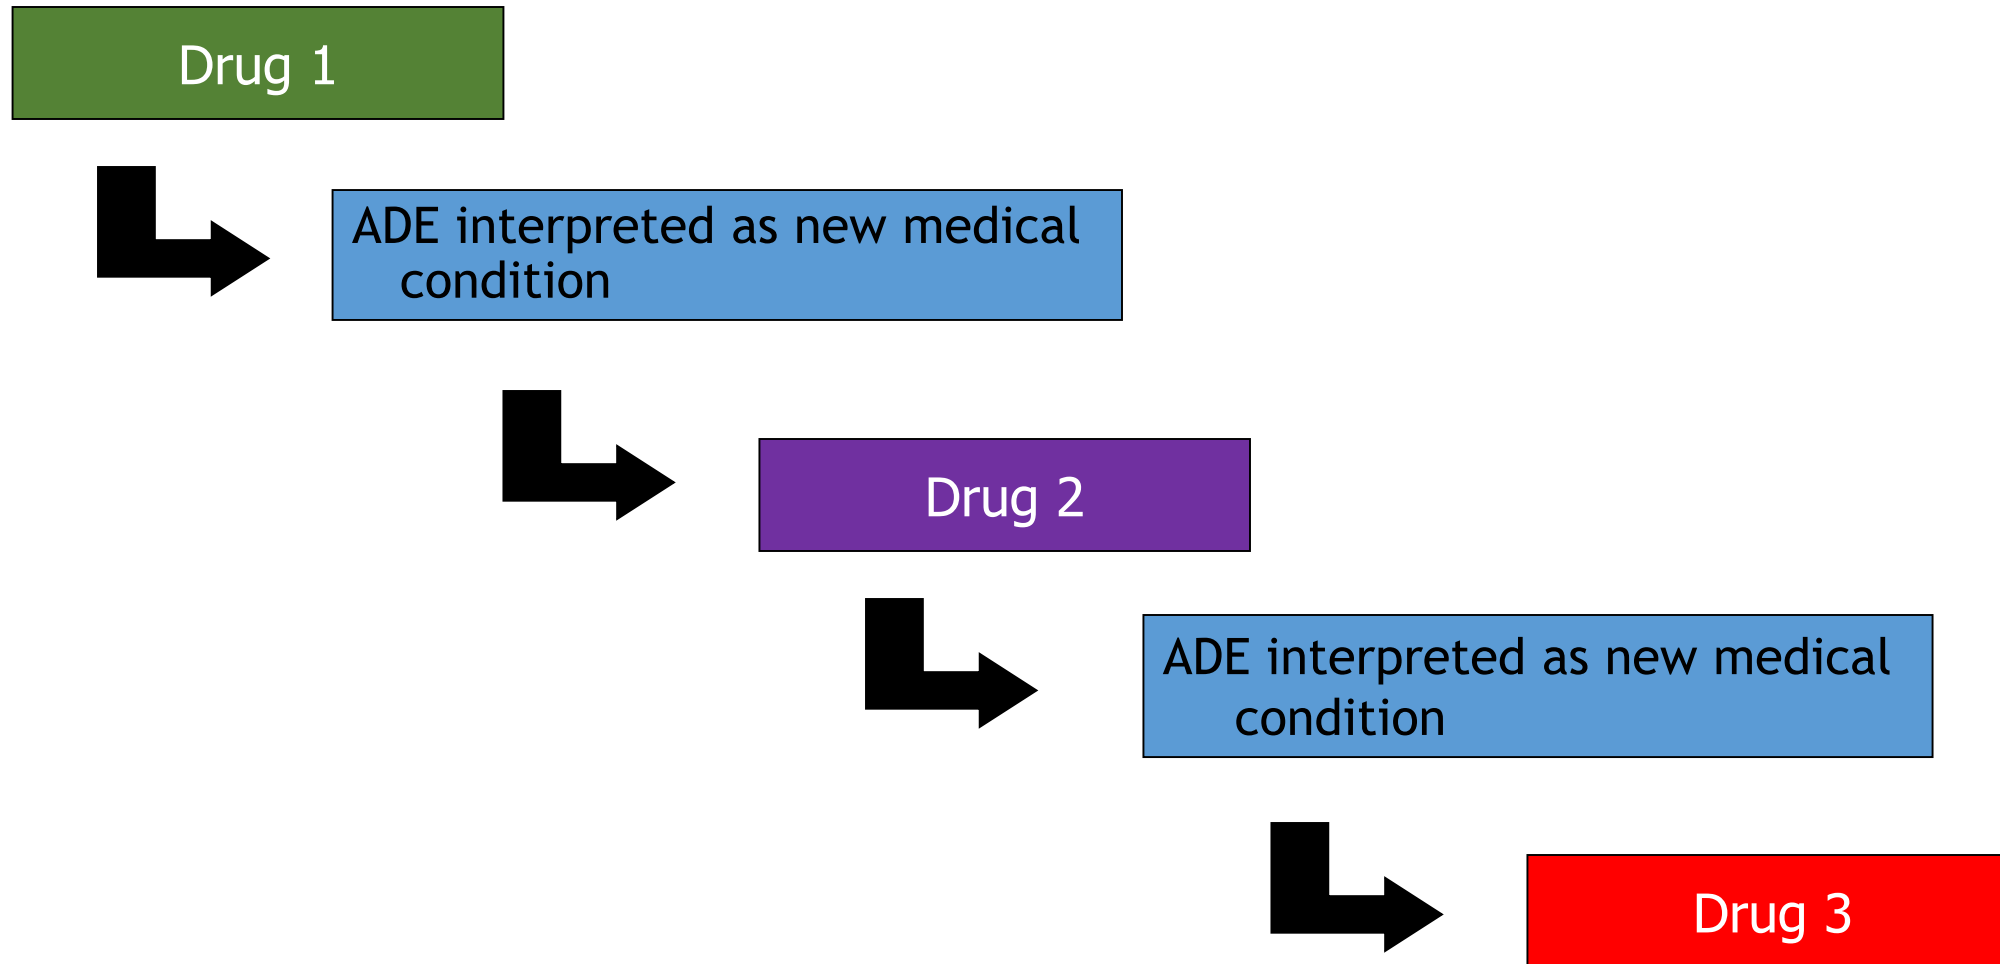 Drug 1
ADE interpreted as new medical
condition
Drug 2
ADE interpreted as new medical
condition
Drug 3